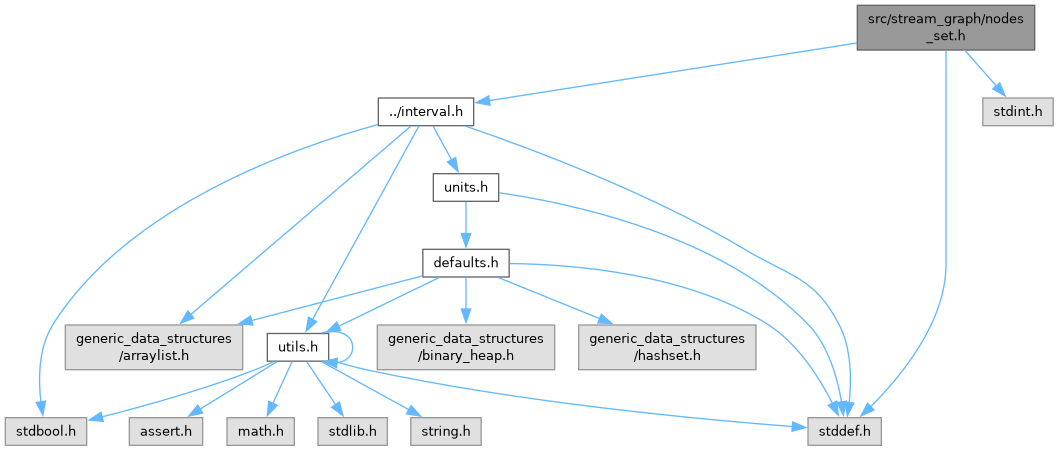 src/stream_graph/nodes
_set.h
../interval.h
stdint.h
units.h
defaults.h
generic_data_structures
/arraylist.h
utils.h
generic_data_structures
/binary_heap.h
generic_data_structures
/hashset.h
stdbool.h
assert.h
math.h
stdlib.h
string.h
stddef.h